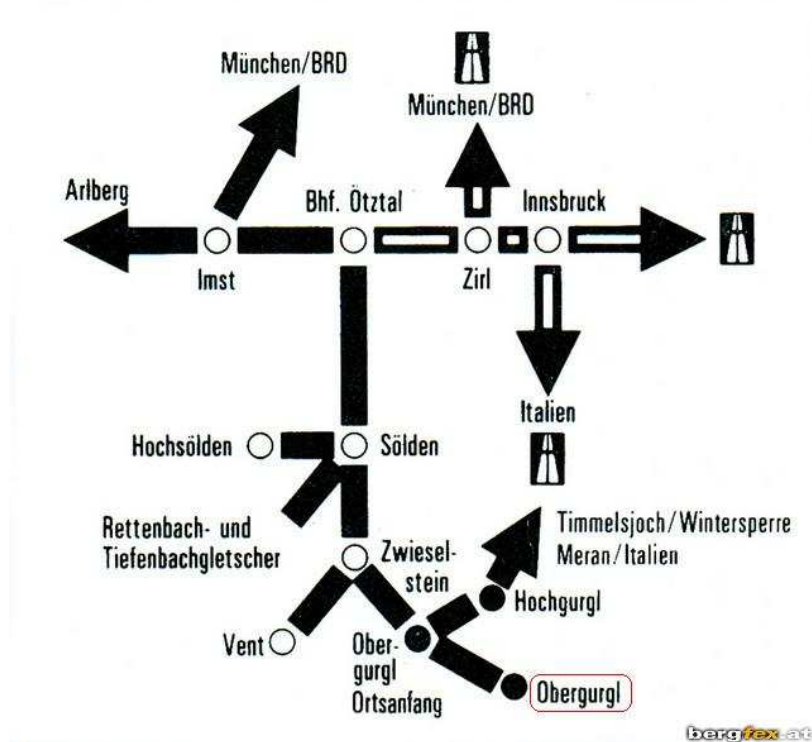 München/BRD
München/BRD
Arlberg
Bhf. Ötztal
Innsbruck
Imst
Zirl
Italien
Hochsölden
Sölden
Rettenbach- und
Tiefenbachgletscher
Timmelsjoch/Wintersperre
Meran/Italien
Zwiesel-
stein
Hochgurgl
Vent
Ober-
gurgl
Ortsanfang
Obergurgl
bergfex.at